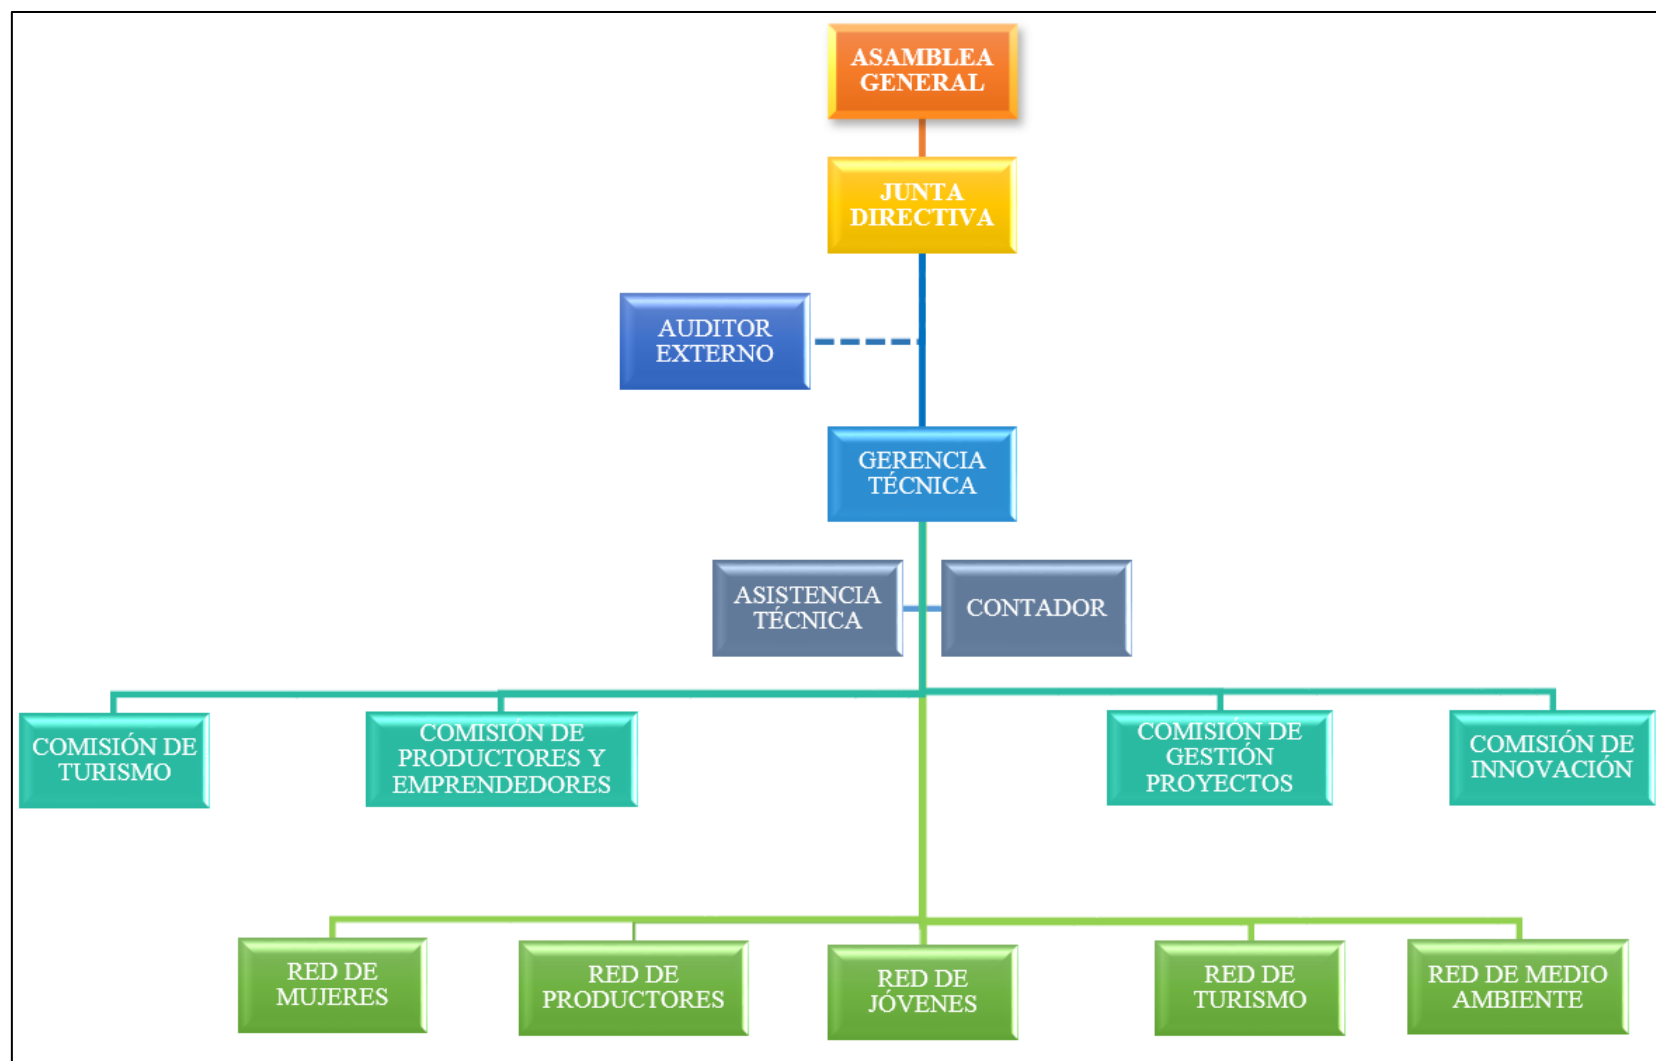 ASAMBLEA
GENERAL
JUNTA
DIRECTIVA
AUDITOR
EXTERNO
GERENCIA
TÉCNICA
ASISTENCIA
TÉCNICA
CONTADOR
COMISIÓN DE
TURISMO
COMISIÓN DE
PRODUCTORES Y
EMPRENDEDORES
COMISIÓN DE
GESTIÓN
PROYECTOS
COMISIÓN DE
INNOVACIÓN
RED DE
MUJERES
RED DE
PRODUCTORES
RED DE
JÓVENES
RED DE
TURISMO
RED DE MEDIO
AMBIENTE